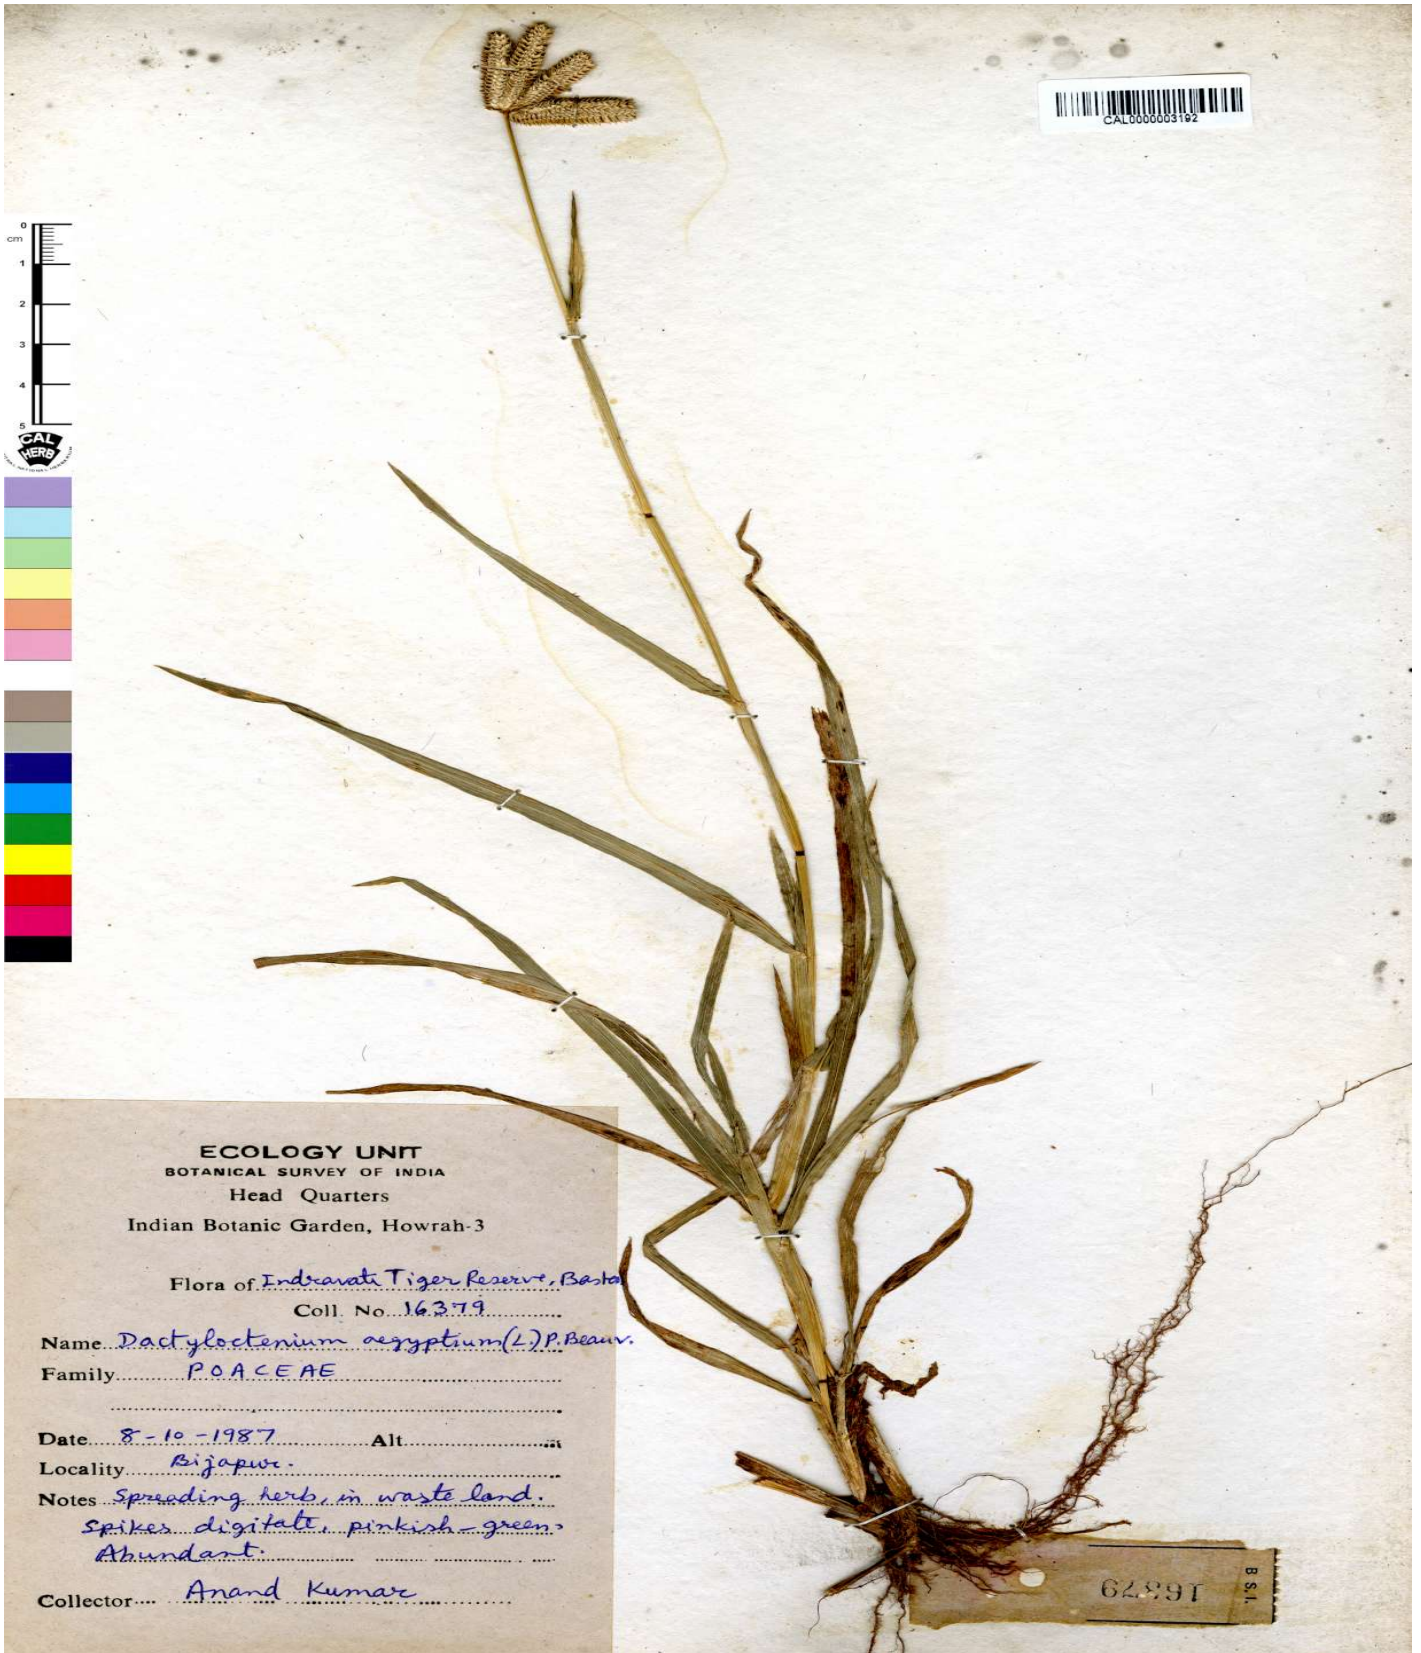 CAL0000003192
0
cm
1
2
3
4
5
CAL
HERB
ECOLOGY UNIT
BOTANICAL SURVEY OF INDIA
Head Quarters
Indian Botanic Garden, Howrah-3
Flora of Indravati Tiger Reserve, Bastar
Coll. No. 16379
Name Dactyloctenium aegyptium (L.) P. Beauv.
Family POACEAE
Date 8-10-1987 Alt
Locality Bijapur.
Notes Spreading herb, in waste land.
Spikes digitate, pinkish-green.
Abundant.
Collector Anand Kumar
16379
B S.I.